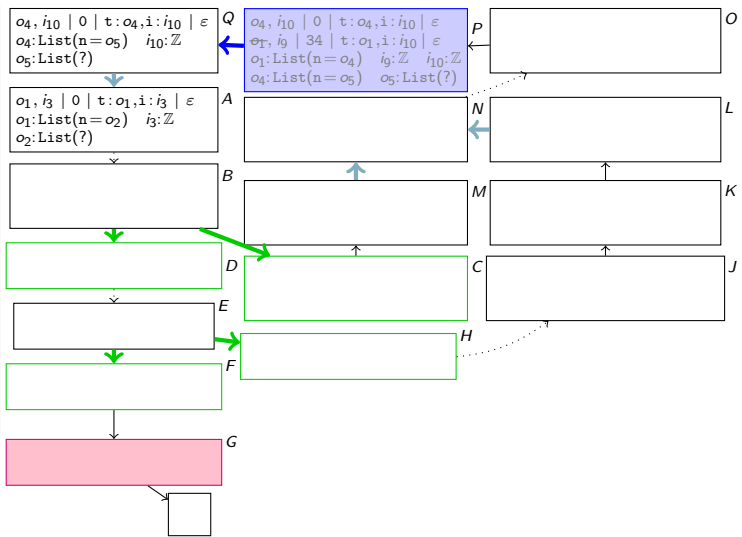 o₄, i₁₀ | 0 | t:o₄,i:i₁₀ | ε
o₄:List(n=o₅) i₁₀:ℤ
o₅:List(?)
Q
o₄, i₁₀ | 0 | t:o₄,i:i₁₀ | ε
o₁, i₉ | 34 | t:o₁,i:i₁₀ | ε
o₁:List(n=o₄) i₉:ℤ i₁₀:ℤ
o₄:List(n=o₅) o₅:List(?)
P
O
o₁, i₃ | 0 | t:o₁,i:i₃ | ε
o₁:List(n=o₂) i₃:ℤ
o₂:List(?)
A
N
L
B
M
K
D
C
J
E
H
F
G